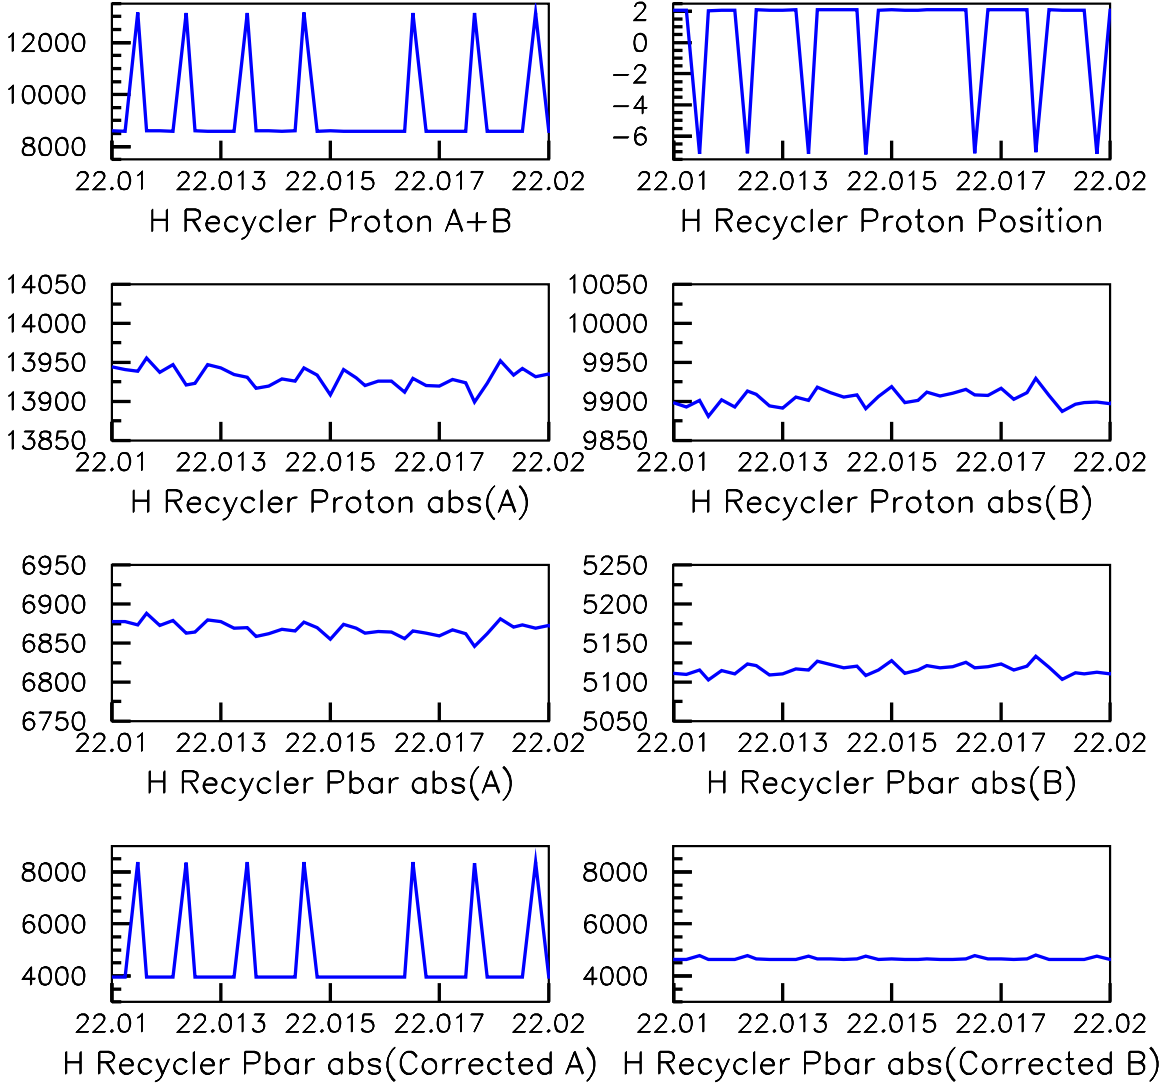 12000
10000
8000
22.01 22.013 22.015 22.017 22.02
H Recycler Proton A+B
2
0
−2
−4
−6
22.01 22.013 22.015 22.017 22.02
H Recycler Proton Position
14050
14000
13950
13900
13850
22.01 22.013 22.015 22.017 22.02
H Recycler Proton abs(A)
10050
10000
9950
9900
9850
22.01 22.013 22.015 22.017 22.02
H Recycler Proton abs(B)
6950
6900
6850
6800
6750
22.01 22.013 22.015 22.017 22.02
H Recycler Pbar abs(A)
5250
5200
5150
5100
5050
22.01 22.013 22.015 22.017 22.02
H Recycler Pbar abs(B)
8000
6000
4000
22.01 22.013 22.015 22.017 22.02
H Recycler Pbar abs(Corrected A)
8000
6000
4000
22.01 22.013 22.015 22.017 22.02
H Recycler Pbar abs(Corrected B)